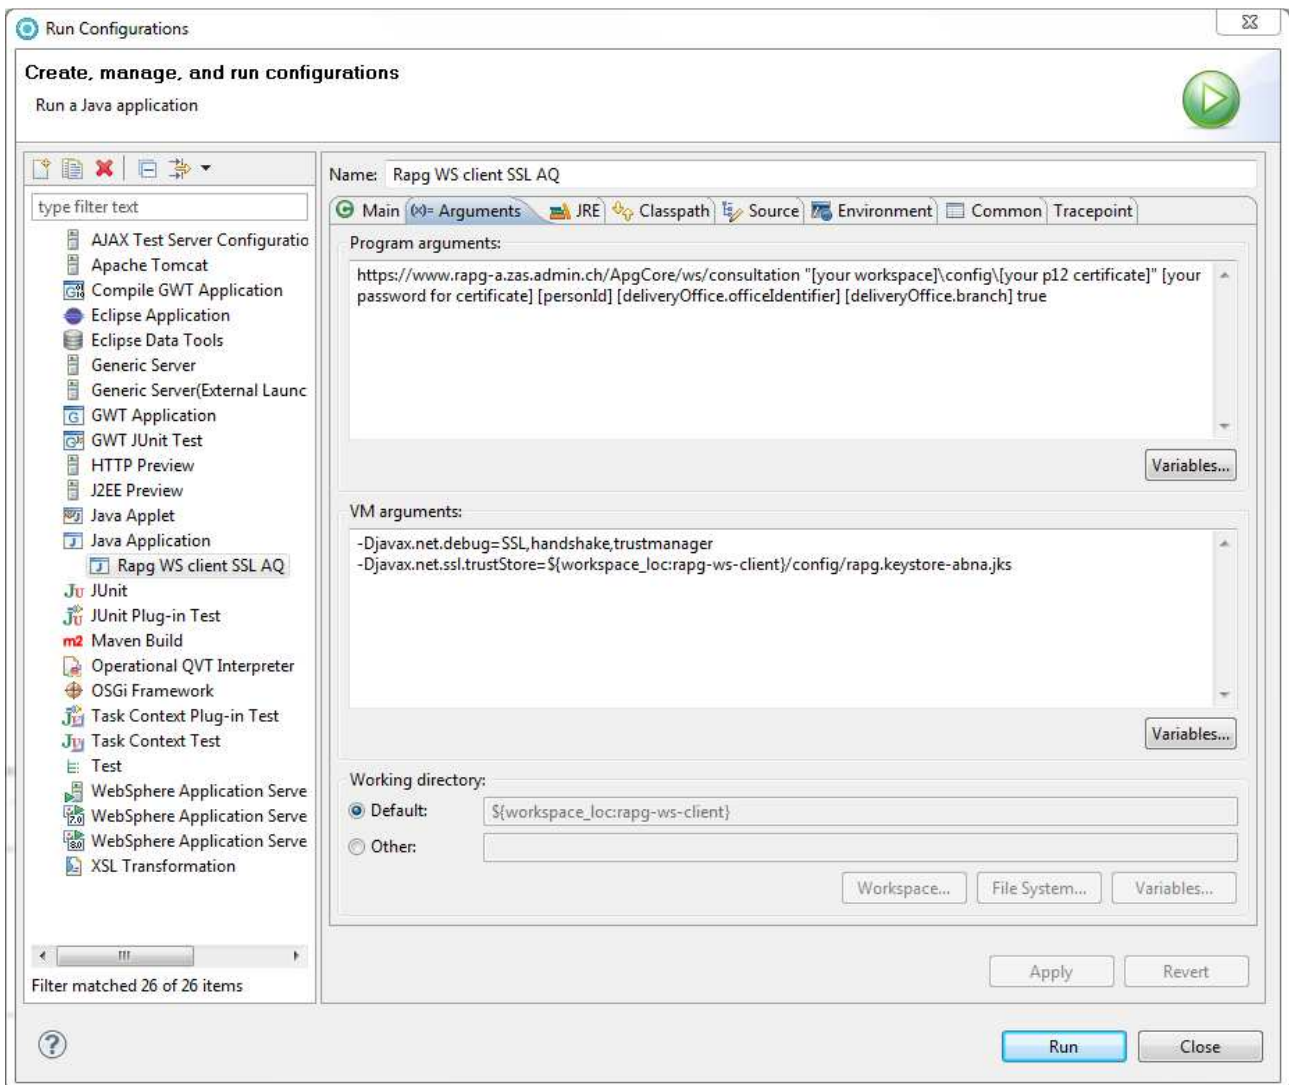 Run Configurations
Create, manage, and run configurations
Run a Java application
type filter text
AJAX Test Server Configuratio
Apache Tomcat
Compile GWT Application
Eclipse Application
Eclipse Data Tools
Generic Server
Generic Server(External Launc
GWT Application
GWT JUnit Test
HTTP Preview
J2EE Preview
Java Applet
Java Application
Rapg WS client SSL AQ
JUnit
JUnit Plug-in Test
Maven Build
Operational QVT Interpreter
OSGi Framework
Task Context Plug-in Test
Task Context Test
Test
WebSphere Application Serve
WebSphere Application Serve
WebSphere Application Serve
XSL Transformation
Filter matched 26 of 26 items
Name: Rapg WS client SSL AQ
Main (x)= Arguments JRE Classpath Source Environment Common Tracepoint
Program arguments:
https://www.rapg-a.zas.admin.ch/ApgCore/ws/consultation "[your workspace]\config\[your p12 certificate]" [your
password for certificate] [personId] [deliveryOffice.officeIdentifier] [deliveryOffice.branch] true
Variables...
VM arguments:
-Djavax.net.debug=SSL,handshake,trustmanager
-Djavax.net.ssl.trustStore=${workspace_loc:rapg-ws-client}/config/rapg.keystore-abna.jks
Variables...
Working directory:
Default: ${workspace_loc:rapg-ws-client}
Other:
Workspace... File System... Variables...
Apply Revert
Run Close